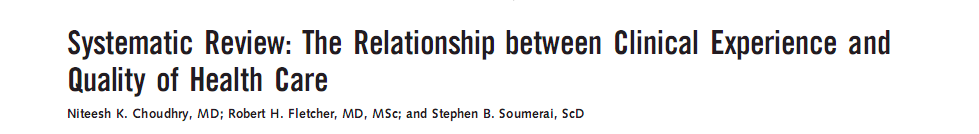 Systematic Review: The Relationship between Clinical Experience and
Quality of Health Care
Niteesh K. Choudhry, MD; Robert H. Fletcher, MD, MSc; and Stephen B. Soumerai, ScD